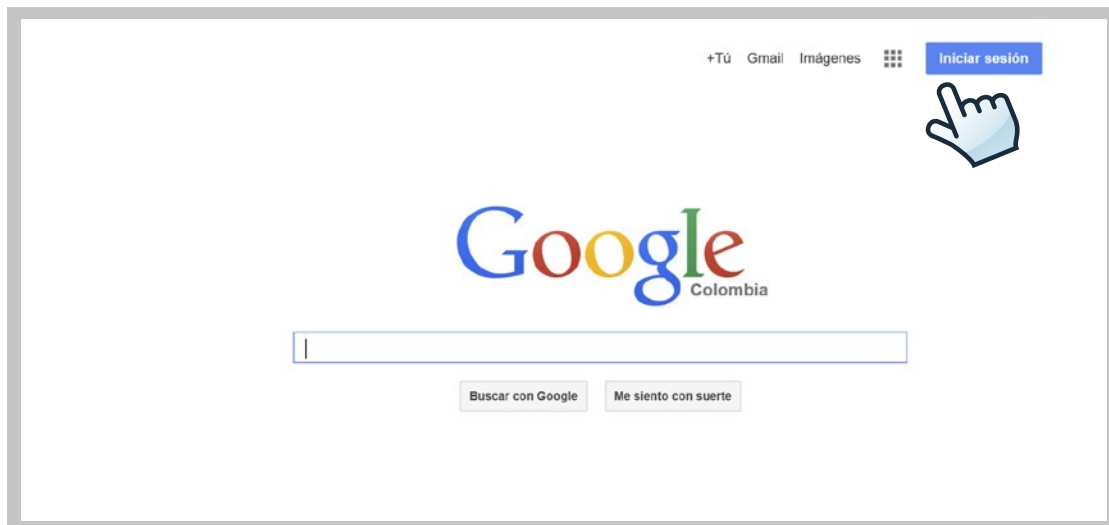 +Tú Gmail Imágenes Iniciar sesión
Google
Colombia
Buscar con Google Me siento con suerte